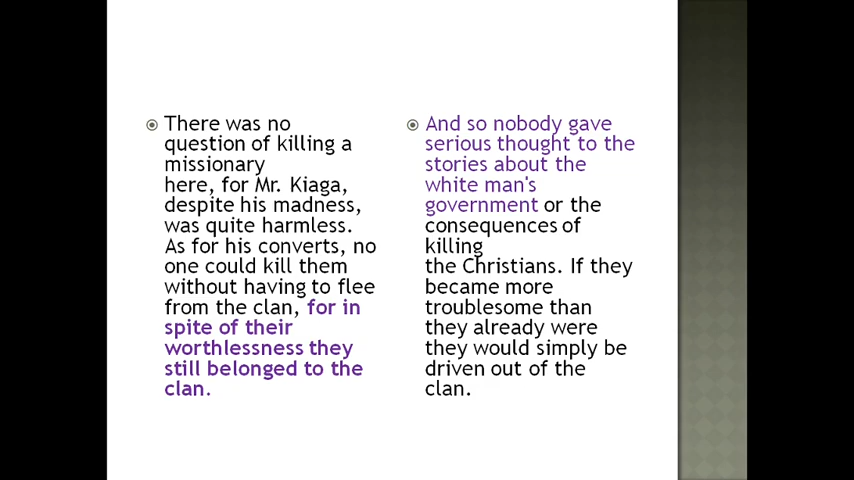 There was no
question of killing a
missionary
here, for Mr. Kiaga,
despite his madness,
was quite harmless.
As for his converts, no
one could kill them
without having to flee
from the clan, for in
spite of their
worthlessness they
still belonged to the
clan.
And so nobody gave
serious thought to the
stories about the
white man's
government or the
consequences of
killing
the Christians. If they
became more
troublesome than
they already were
they would simply be
driven out of the
clan.